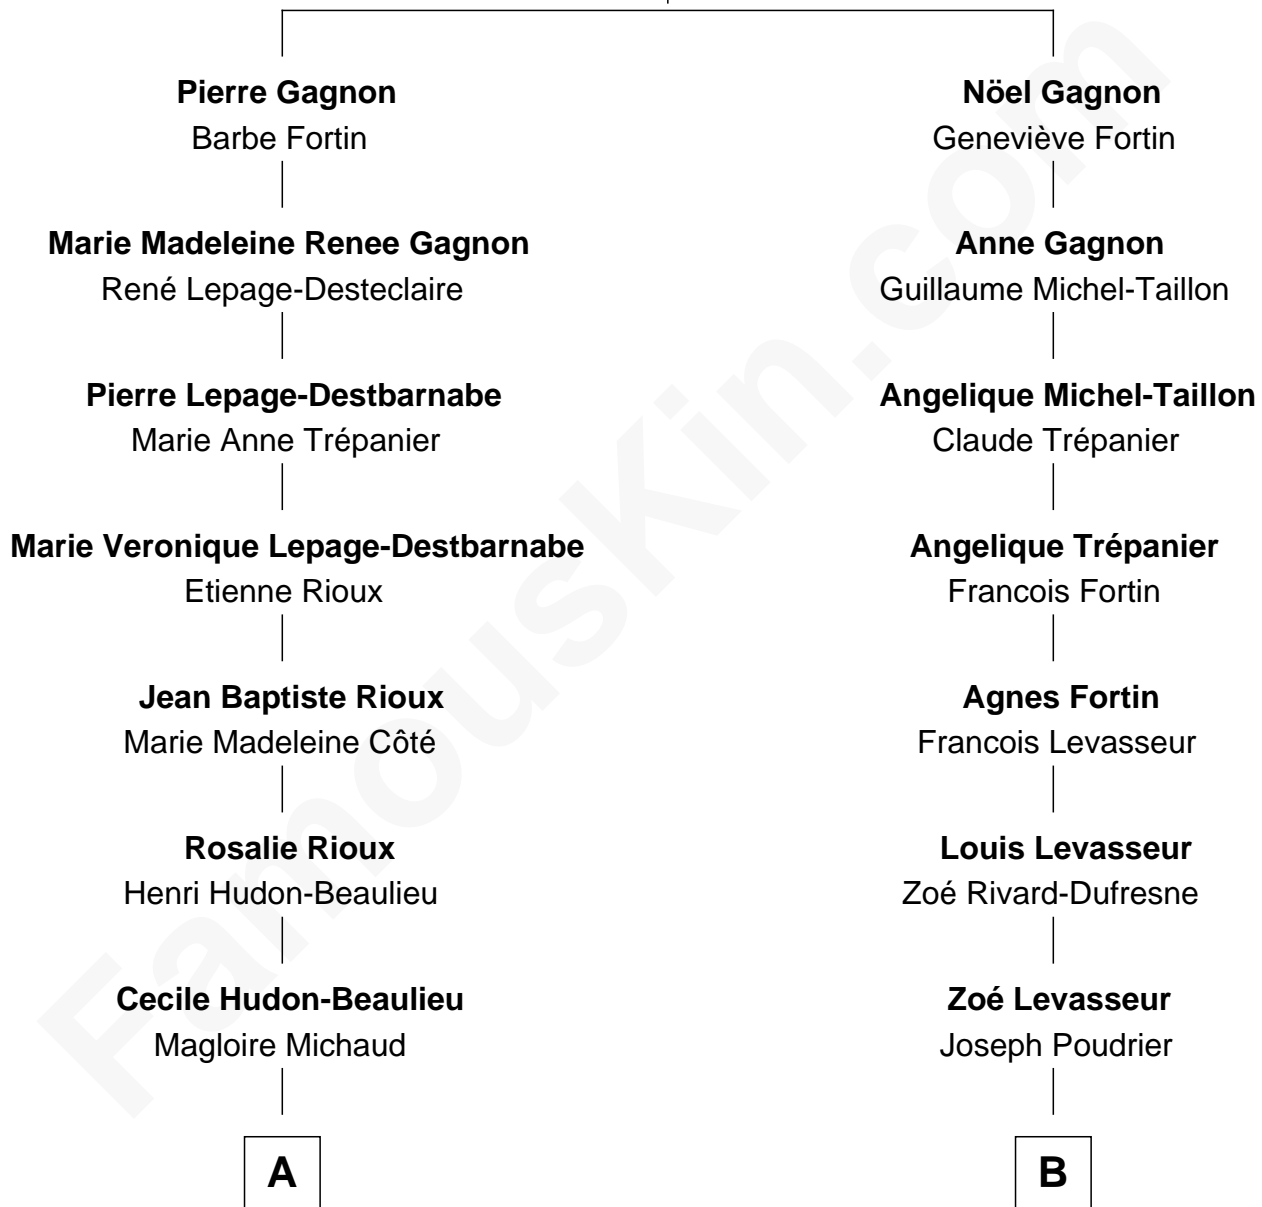 Pierre Gagnon
Barbe Fortin
Marie Madeleine Renee Gagnon
René Lepage-Desteclaire
Pierre Lepage-Destbarnabe
Marie Anne Trépanier
Marie Veronique Lepage-Destbarnabe
Etienne Rioux
Jean Baptiste Rioux
Marie Madeleine Côté
Rosalie Rioux
Henri Hudon-Beaulieu
Cecile Hudon-Beaulieu
Magloire Michaud
A
Nöel Gagnon
Geneviève Fortin
Anne Gagnon
Guillaume Michel-Taillon
Angelique Michel-Taillon
Claude Trépanier
Angelique Trépanier
Francois Fortin
Agnes Fortin
Francois Levasseur
Louis Levasseur
Zoé Rivard-Dufresne
Zoé Levasseur
Joseph Poudrier
B
FamousKin.com